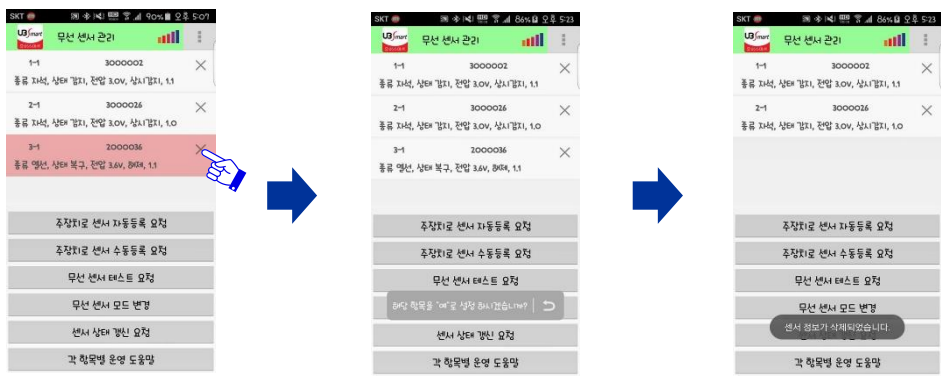 SKT 90% 오후 5:07
UB Smart 무선 센서 관리
1-1 3000002
종류 자석, 상태 감지, 전압 3.0V, 상시감지, 1.1
2-1 3000026
종류 자석, 상태 감지, 전압 3.0V, 상시감지, 1.0
3-1 2000036
종류 열선, 상태 복구, 전압 3.6V, 해제, 1.1
주장치로 센서 자동등록 요청
주장치로 센서 수동등록 요청
무선 센서 테스트 요청
무선 센서 모드 변경
센서 상태 갱신 요청
각 항목별 운영 도움말
SKT 86% 오후 5:23
UB Smart 무선 센서 관리
1-1 3000002
종류 자석, 상태 감지, 전압 3.0V, 상시감지, 1.1
2-1 3000026
종류 자석, 상태 감지, 전압 3.0V, 상시감지, 1.0
3-1 2000036
종류 열선, 상태 복구, 전압 3.6V, 해제, 1.1
주장치로 센서 자동등록 요청
주장치로 센서 수동등록 요청
무선 센서 테스트 요청
해당 항목을 "예"로 설정 하시겠습니까?
센서 상태 갱신 요청
각 항목별 운영 도움말
SKT 86% 오후 5:23
UB Smart 무선 센서 관리
1-1 3000002
종류 자석, 상태 감지, 전압 3.0V, 상시감지, 1.1
2-1 3000026
종류 자석, 상태 감지, 전압 3.0V, 상시감지, 1.0
주장치로 센서 자동등록 요청
주장치로 센서 수동등록 요청
무선 센서 테스트 요청
무선 센서 모드 변경
센서 정보가 삭제되었습니다.
각 항목별 운영 도움말